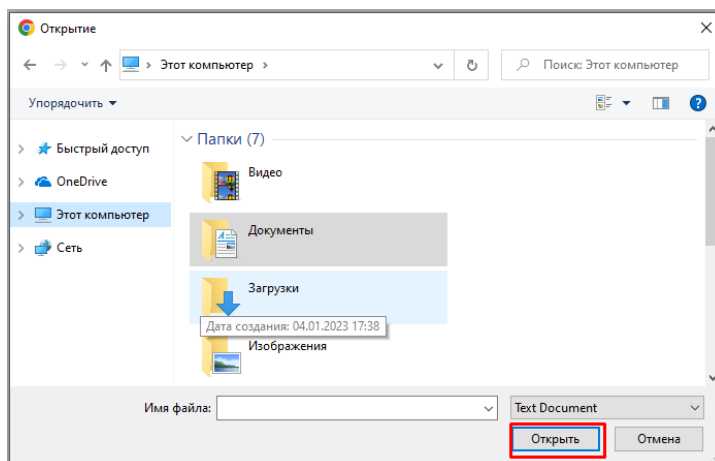 Открытие
Этот компьютер
Поиск: Этот компьютер
Упорядочить
Быстрый доступ
OneDrive
Этот компьютер
Сеть
Папки (7)
Видео
Документы
Загрузки
Дата создания: 04.01.2023 17:38
Изображения
Имя файла:
Text Document
Открыть
Отмена